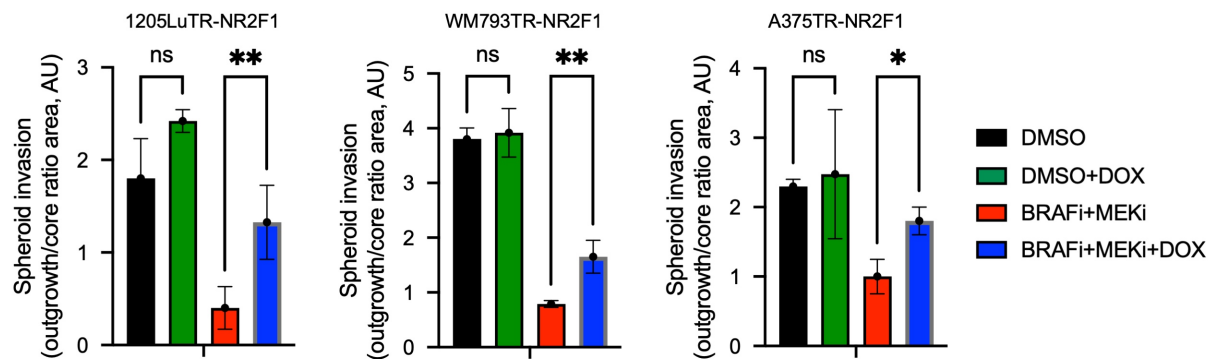 1205LuTR-NR2F1
ns
**
3
2
1
0
Spheroid invasion
(outgrowth/core ratio area, AU)
WM793TR-NR2F1
ns
**
5
4
3
2
1
0
Spheroid invasion
(outgrowth/core ratio area, AU)
A375TR-NR2F1
ns
*
4
3
2
1
0
Spheroid invasion
(outgrowth/core ratio area, AU)
DMSO
DMSO+DOX
BRAFi+MEKi
BRAFi+MEKi+DOX